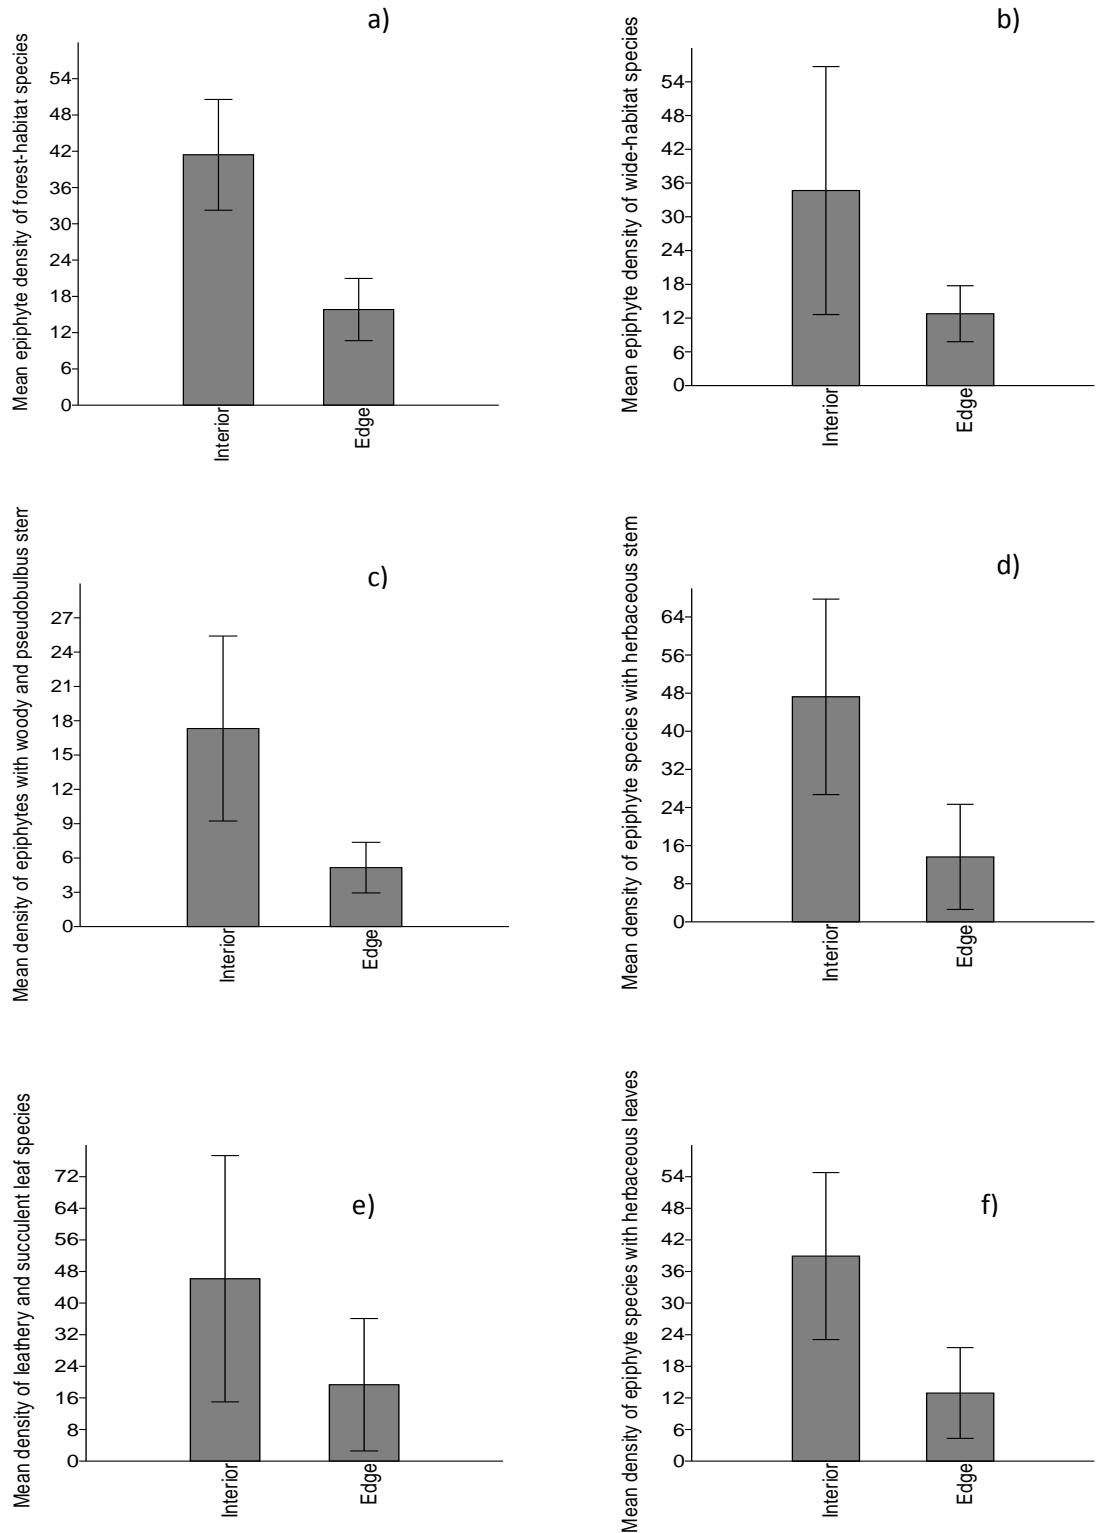 a)
Mean epiphyte density of forest-habitat species
54
48
42
36
30
24
18
12
6
0
Interior
Edge
b)
Mean epiphyte density of wide-habitat species
54
48
42
36
30
24
18
12
6
0
Interior
Edge
c)
Mean density of epiphytes with woody and pseudobulbus stem
27
24
21
18
15
12
9
6
3
0
Interior
Edge
d)
Mean density of epiphyte species with herbaceous stem
64
56
48
40
32
24
16
8
0
Interior
Edge
e)
Mean density of leathery and succulent leaf species
72
64
56
48
40
32
24
16
8
0
Interior
Edge
f)
Mean density of epiphyte species with herbaceous leaves
54
48
42
36
30
24
18
12
6
0
Interior
Edge